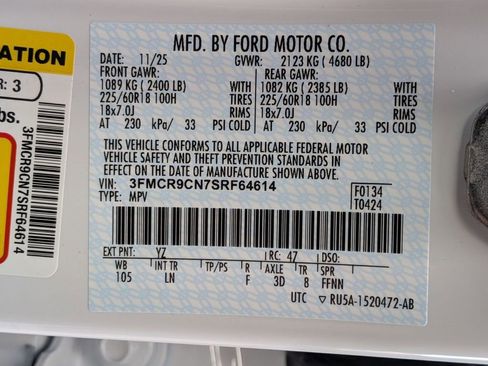 ATION
R: 3
bs.
3FMCR9CN7SRF64614
MFD. BY FORD MOTOR CO.
DATE: 11/25 GVWR: 2123 KG ( 4680 LB)
FRONT GAWR: REAR GAWR:
1089 KG ( 2400 LB) WITH 1082 KG ( 2385 LB) WITH
225/60R18 100H TIRES 225/60R18 100H TIRES
18x7.0J RIMS 18x7.0J RIMS
AT 230 kPa/ 33 PSI COLD AT 230 kPa/ 33 PSI COLD
THIS VEHICLE CONFORMS TO ALL APPLICABLE FEDERAL MOTOR
VEHICLE SAFETY AND THEFT PREVENTION STANDARDS IN
EFFECT ON THE DATE OF MANUFACTURE SHOWN ABOVE.
VIN: 3FMCR9CN7SRF64614 F0134
TYPE: MPV T0424
EXT PNT: YZ RC: 47 DSO:
WB INT TR TP/PS R AXLE TR SPR
105 LN F 3D 8 FFNN
UTC RU5A-1520472-AB